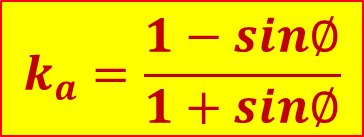 kₐ = (1 − sin∅) / (1 + sin∅)